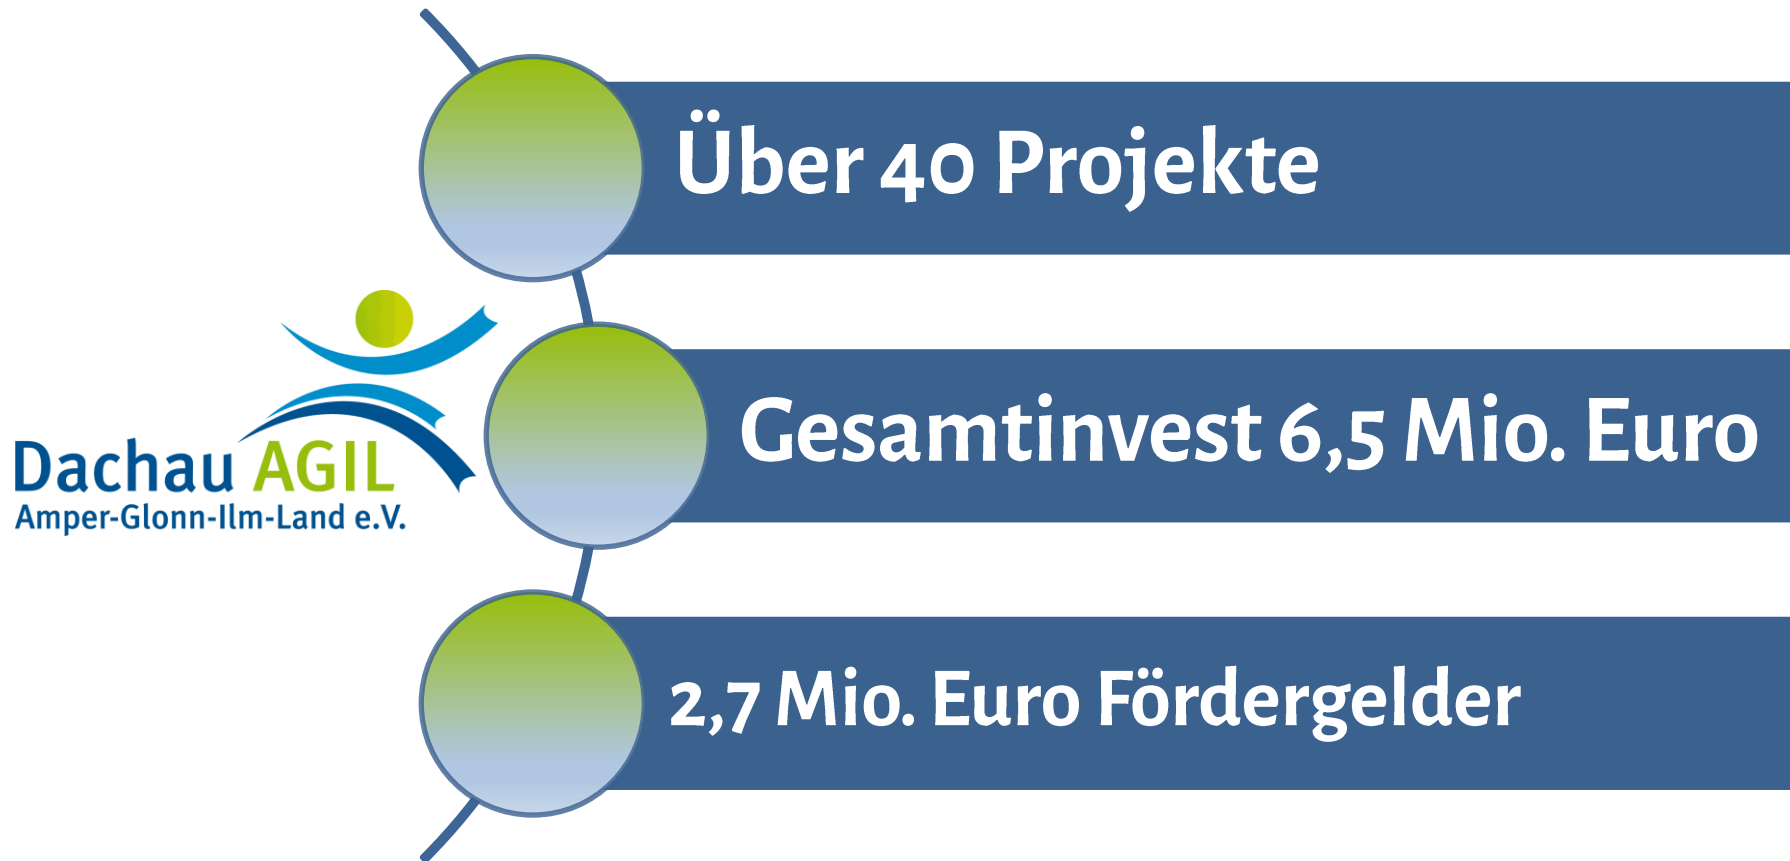 Über 40 Projekte
Dachau AGIL
Amper-Glonn-Ilm-Land e.V.
Gesamtinvest 6,5 Mio. Euro
2,7 Mio. Euro Fördergelder